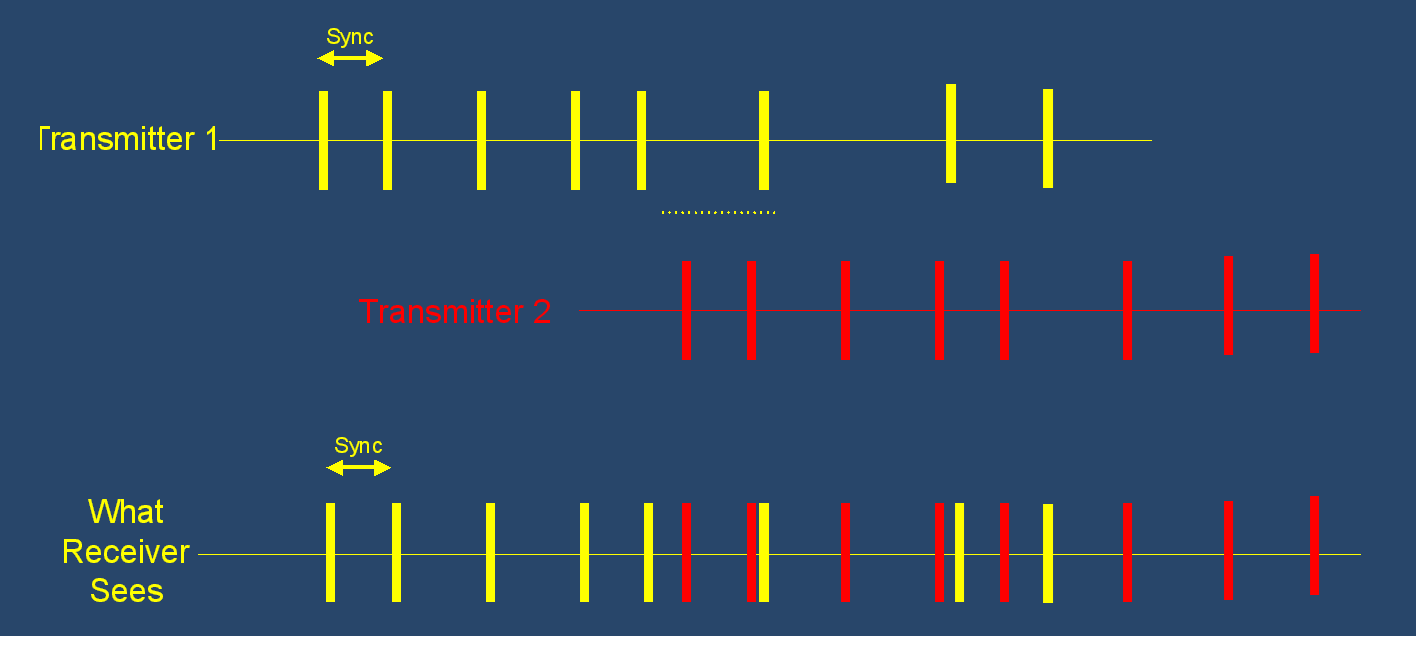 Sync
Transmitter 1
Transmitter 2
Sync
What
Receiver
Sees